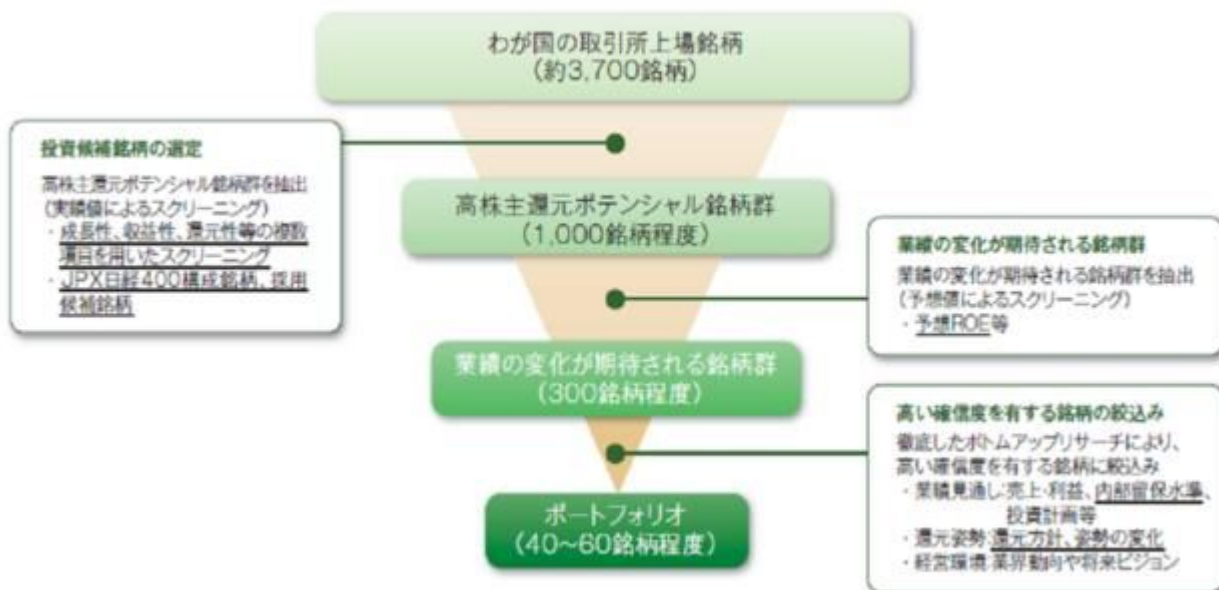 わが国の取引所上場銘柄
(約3,700銘柄)
投資候補銘柄の選定
高株主還元ポテンシャル銘柄群を抽出
(実績値によるスクリーニング)
・成長性、収益性、還元性等の複数
項目を用いたスクリーニング
・JPX日経400構成銘柄、採用
候補銘柄
高株主還元ポテンシャル銘柄群
(1,000銘柄程度)
業績の変化が期待される銘柄群
業績の変化が期待される銘柄群を抽出
(予想値によるスクリーニング)
・予想ROE等
業績の変化が期待される銘柄群
(300銘柄程度)
高い確信度を有する銘柄の絞込み
徹底したボトムアップリサーチにより、
高い確信度を有する銘柄に絞込み
・業績見通し:売上・利益、内部留保水準、
投資計画等
・還元姿勢:還元方針、姿勢の変化
・経営環境:業界動向や将来ビジョン
ポートフォリオ
(40~60銘柄程度)